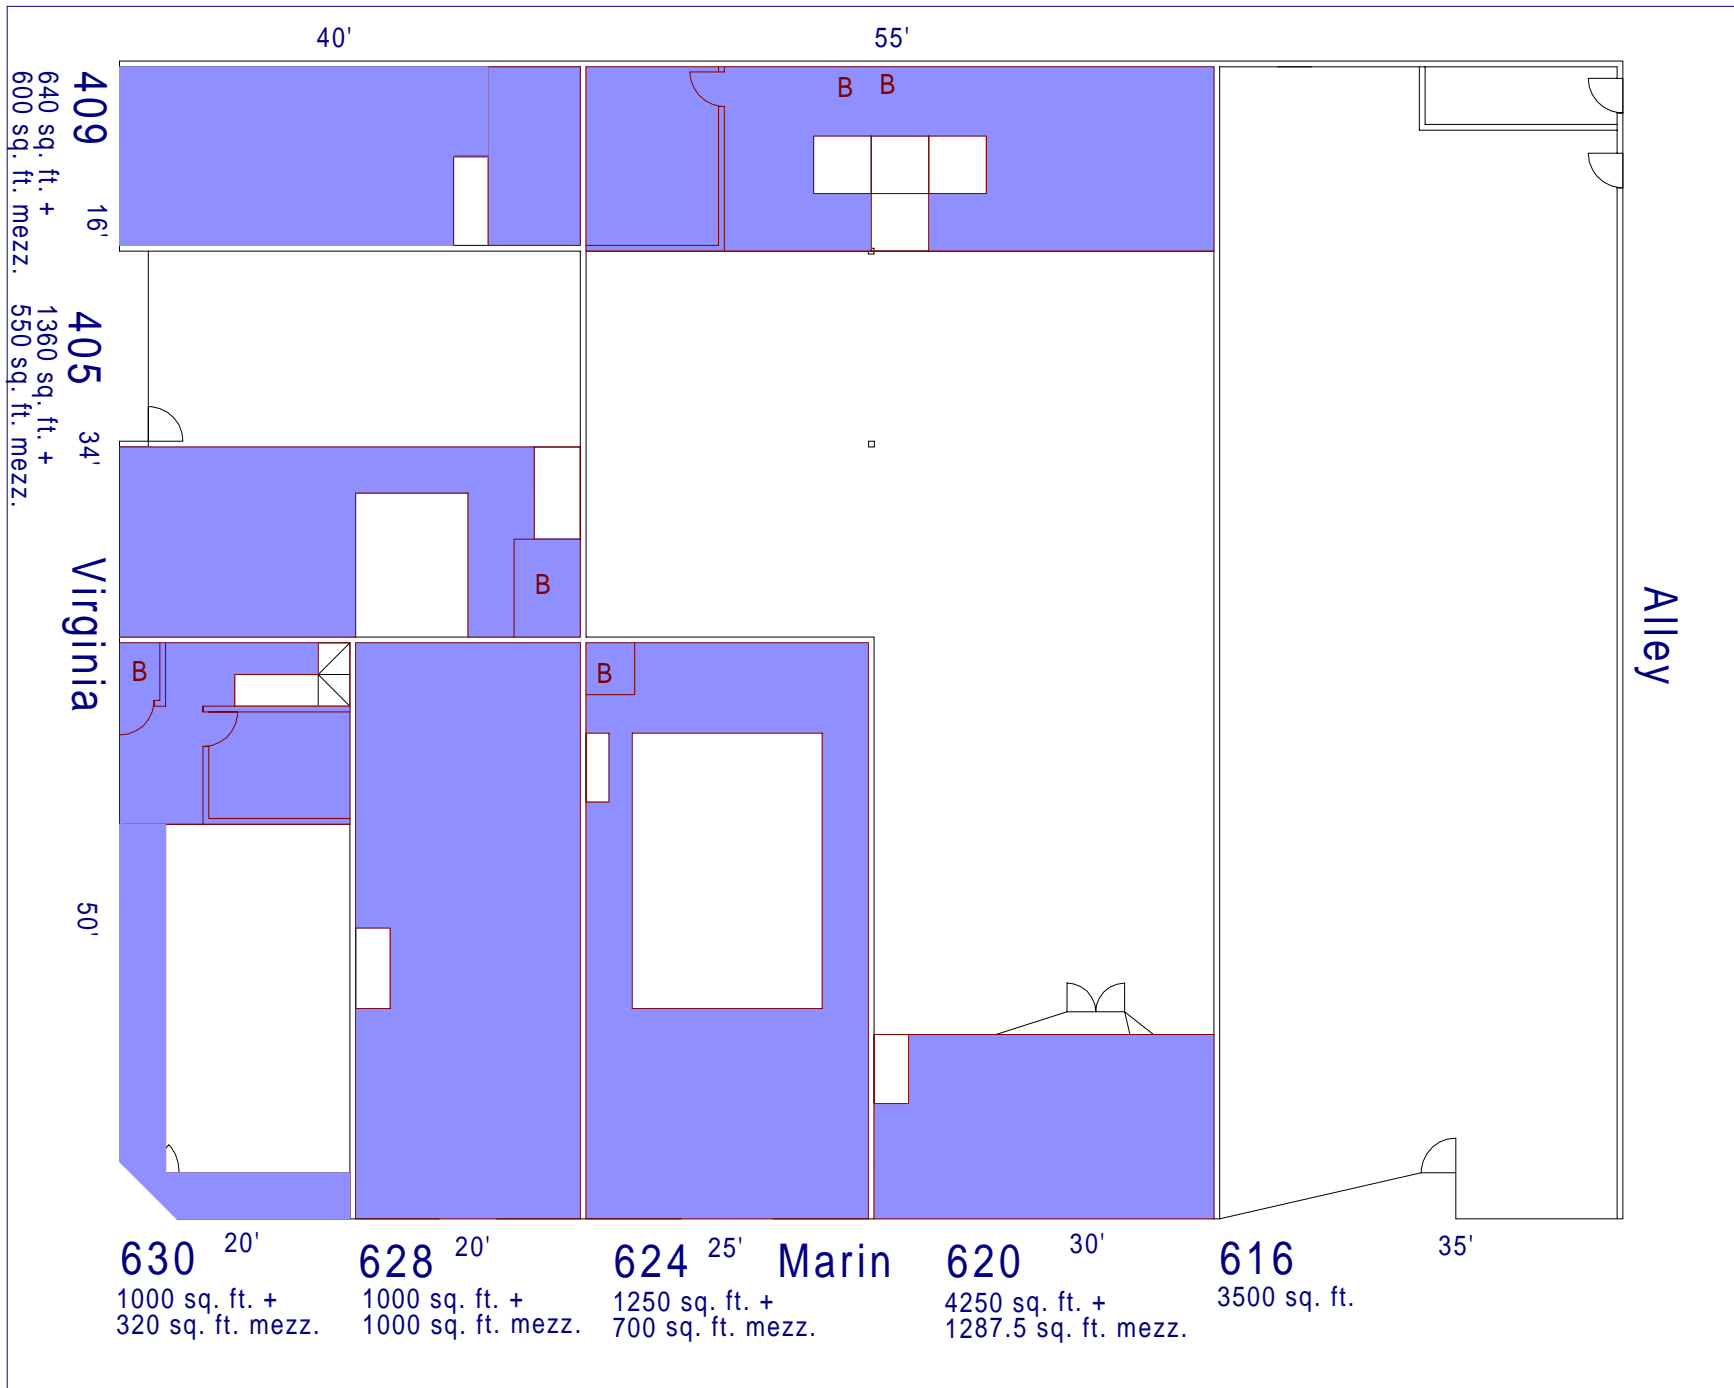 40'
55'
409
640 sq. ft. +
600 sq. ft. mezz.
16'
B
B
405
1360 sq. ft. +
550 sq. ft. mezz.
34'
B
Virginia
B
B
Alley
50'
630
20'
1000 sq. ft. +
320 sq. ft. mezz.
628
20'
1000 sq. ft. +
1000 sq. ft. mezz.
624
25'
1250 sq. ft. +
700 sq. ft. mezz.
Marin
620
30'
4250 sq. ft. +
1287.5 sq. ft. mezz.
616
35'
3500 sq. ft.